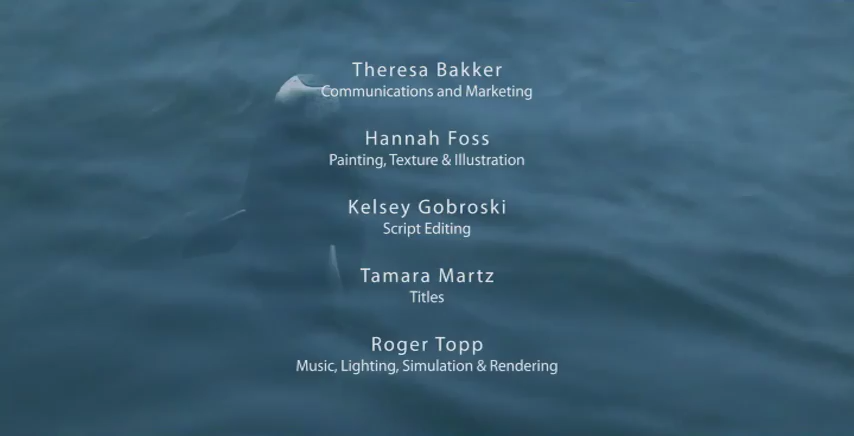 Theresa Bakker
Communications and Marketing
Hannah Foss
Painting, Texture & Illustration
Kelsey Gobroski
Script Editing
Tamara Martz
Titles
Roger Topp
Music, Lighting, Simulation & Rendering